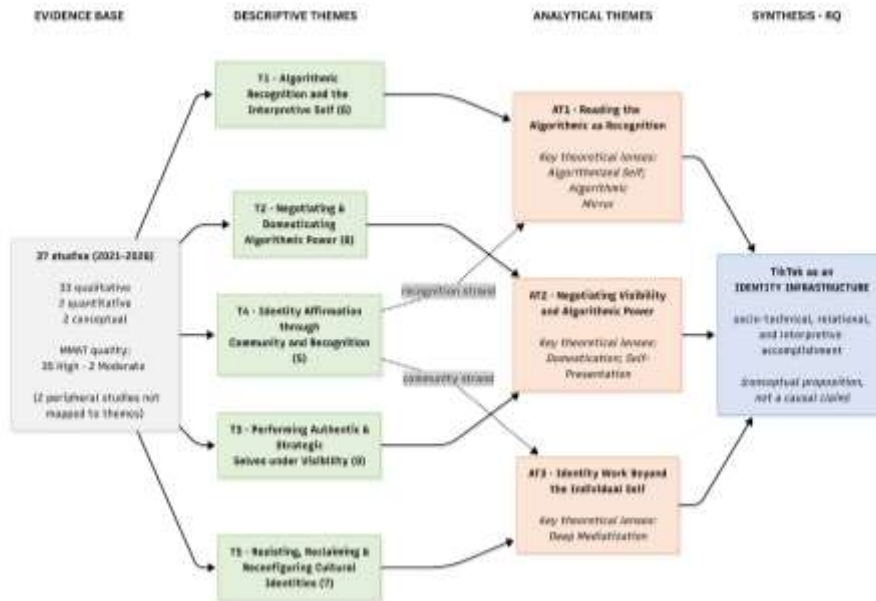 EVIDENCE BASE
DESCRIPTIVE THEMES
ANALYTICAL THEMES
SYNTHESIS - RQ
T1 - Algorithmic
Recognition and the
Interpretive Self (6)
AT1 - Reading the
Algorithmic as Recognition
Key theoretical lenses:
Algorithmized Self;
Algorithmic
Mirror
T2 - Negotiating &
Domesticating
Algorithmic Power
37 studies (2021-2026)
33 qualitative
2 quantitative
2 conceptual
MMAT quality:
35 High - 2 Moderate
(2 peripheral studies not
mapped to themes)
recognition strand
T4 - Identity Affirmation
through
Community and Recognition
(5)
AT2 - Negotiating Visibility
and Algorithmic Power
Key theoretical lenses:
Domestication; Self-
Presentation
TikTok as an
IDENTITY INFRASTRUCTURE
socio-technical, relational,
and interpretive
accomplishment
(conceptual proposition,
not a causal claim)
community strand
T3 - Performing Authentic &
Strategic
Selves under Visibility
AT3 - Identity Work Beyond
the Individual Self
Key theoretical lenses:
Deep Mediatization
T5 - Resisting, Reclaiming &
Reconfiguring Cultural
Identities (7)